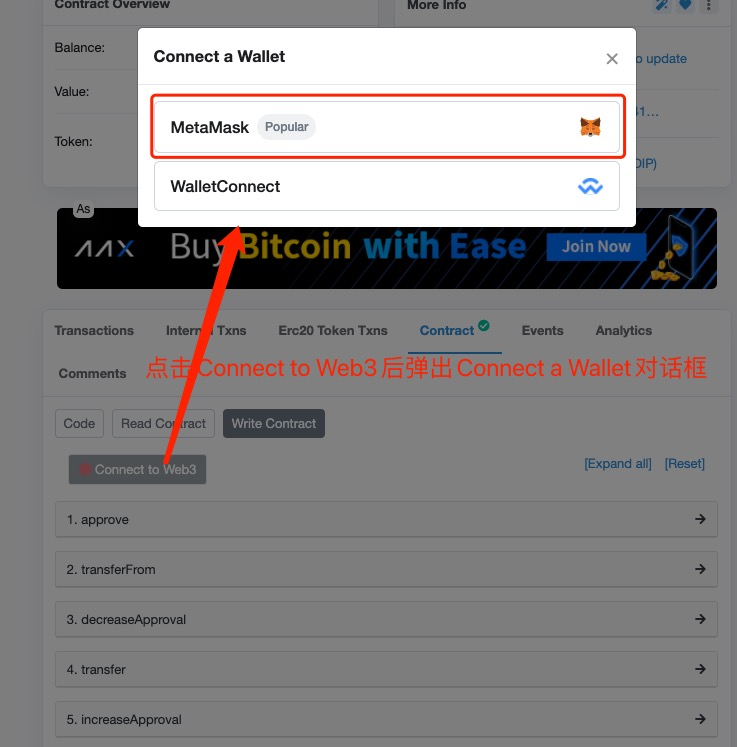 Contract Overview
More Info
Balance:
Value:
Token:
o update
31...
DIP)
Connect a Wallet
MetaMask Popular
WalletConnect
As
AAX Buy Bitcoin with Ease Join Now
Transactions Internal Txns Erc20 Token Txns Contract Events Analytics
Comments
点击 Connect to Web3 后弹出 Connect a Wallet 对话框
Code Read Contract Write Contract
Connect to Web3 [Expand all] [Reset]
1. approve
2. transferFrom
3. decreaseApproval
4. transfer
5. increaseApproval